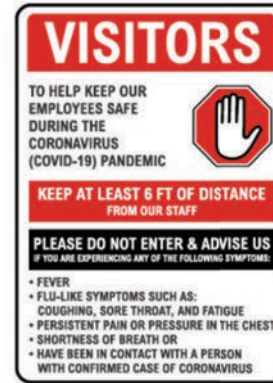 VISITORS
TO HELP KEEP OUR
EMPLOYEES SAFE
DURING THE
CORONAVIRUS
(COVID-19) PANDEMIC
KEEP AT LEAST 6 FT OF DISTANCE
FROM OUR STAFF
PLEASE DO NOT ENTER & ADVISE US
IF YOU ARE EXPERIENCING ANY OF THE FOLLOWING SYMPTOMS:
• FEVER
• FLU-LIKE SYMPTOMS SUCH AS:
COUGHING, SORE THROAT, AND FATIGUE
• PERSISTENT PAIN OR PRESSURE IN THE CHEST
• SHORTNESS OF BREATH OR
• HAVE BEEN IN CONTACT WITH A PERSON
WITH CONFIRMED CASE OF CORONAVIRUS